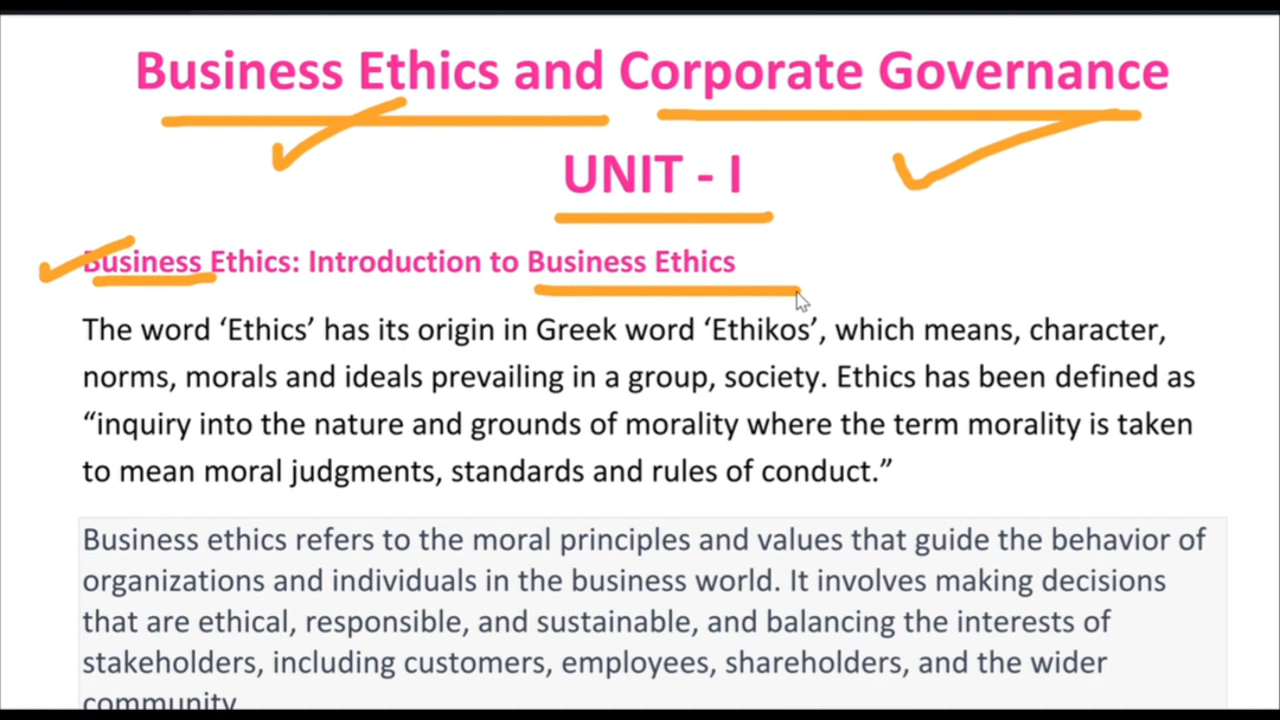 Business Ethics and Corporate Governance
UNIT - I
Business Ethics: Introduction to Business Ethics
The word ‘Ethics’ has its origin in Greek word ‘Ethikos’, which means, character,
norms, morals and ideals prevailing in a group, society. Ethics has been defined as
“inquiry into the nature and grounds of morality where the term morality is taken
to mean moral judgments, standards and rules of conduct.”
Business ethics refers to the moral principles and values that guide the behavior of
organizations and individuals in the business world. It involves making decisions
that are ethical, responsible, and sustainable, and balancing the interests of
stakeholders, including customers, employees, shareholders, and the wider
community